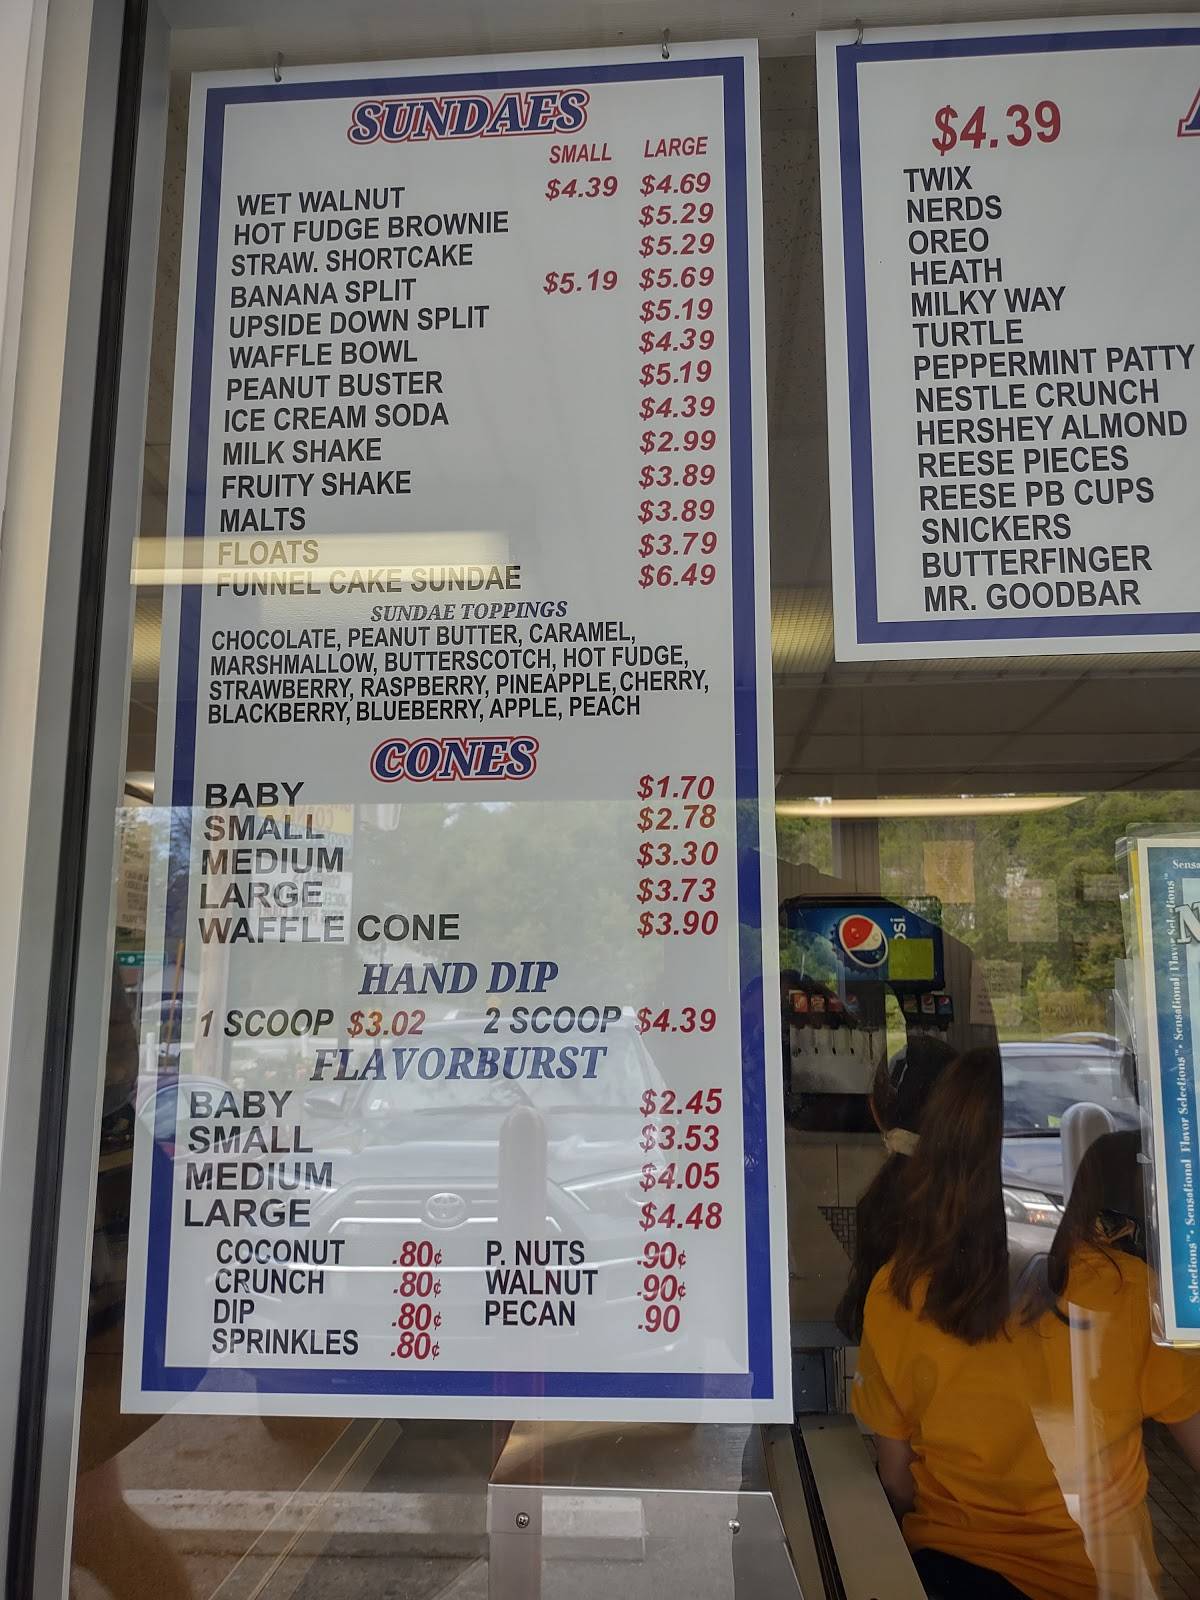 SUNDAES
SMALL LARGE
WET WALNUT $4.39 $4.69
HOT FUDGE BROWNIE $5.29
STRAW. SHORTCAKE $5.29
BANANA SPLIT $5.19 $5.69
UPSIDE DOWN SPLIT $5.19
WAFFLE BOWL $4.39
PEANUT BUSTER $5.19
ICE CREAM SODA $4.39
MILK SHAKE $2.99
FRUITY SHAKE $3.89
MALTS $3.89
FLOATS $3.79
FUNNEL CAKE SUNDAE $6.49
SUNDAE TOPPINGS
CHOCOLATE, PEANUT BUTTER, CARAMEL,
MARSHMALLOW, BUTTERSCOTCH, HOT FUDGE,
STRAWBERRY, RASPBERRY, PINEAPPLE, CHERRY,
BLACKBERRY, BLUEBERRY, APPLE, PEACH
CONES
BABY $1.70
SMALL $2.78
MEDIUM $3.30
LARGE $3.73
WAFFLE CONE $3.90
HAND DIP
1 SCOOP $3.02 2 SCOOP $4.39
FLAVORBURST
BABY $2.45
SMALL $3.53
MEDIUM $4.05
LARGE $4.48
COCONUT .80¢ P. NUTS .90¢
CRUNCH .80¢ WALNUT .90¢
DIP .80¢ PECAN .90
SPRINKLES .80¢
$4.39
TWIX
NERDS
OREO
HEATH
MILKY WAY
TURTLE
PEPPERMINT PATTY
NESTLE CRUNCH
HERSHEY ALMOND
REESE PIECES
REESE PB CUPS
SNICKERS
BUTTERFINGER
MR. GOODBAR
Selections™. Sensational Flavor Selections™. Sensational Flavor Selections™